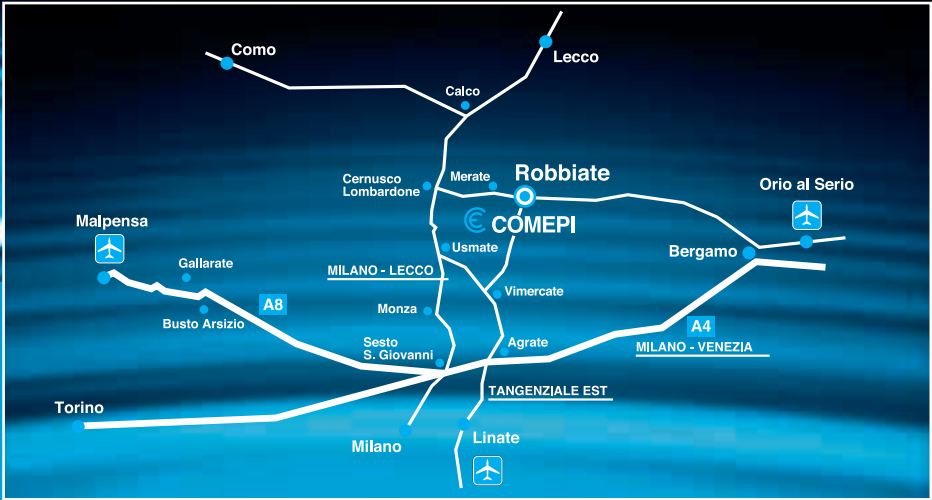 Como
Lecco
Calco
Cernusco
Lombardone
Merate
Robbiate
Orio al Serio
COMEPI
Malpensa
Usmate
Bergamo
Gallarate
MILANO - LECCO
Vimercate
A8
Monza
Busto Arsizio
A4
Sesto
S. Giovanni
Agrate
MILANO - VENEZIA
TANGENZIALE EST
Torino
Milano
Linate